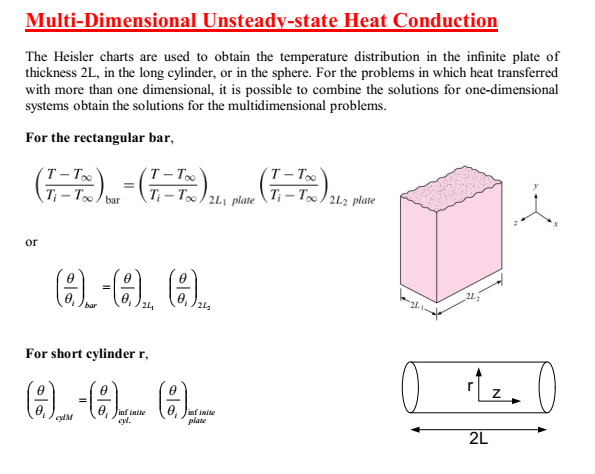 Multi-Dimensional Unsteady-state Heat Conduction
The Heisler charts are used to obtain the temperature distribution in the infinite plate of
thickness 2L, in the long cylinder, or in the sphere. For the problems in which heat transferred
with more than one dimensional, it is possible to combine the solutions for one-dimensional
systems obtain the solutions for the multidimensional problems.
For the rectangular bar,
(T − T∞ / Ti − T∞)bar = (T − T∞ / Ti − T∞)2L1 plate (T − T∞ / Ti − T∞)2L2 plate
y
z x
or
(θ / θi)bar = (θ / θi)2L1 (θ / θi)2L2
2L1 2L2
For short cylinder r,
(θ / θi)cylM = (θ / θi)inf inite cyl. (θ / θi)inf inite plate
r
z
2L